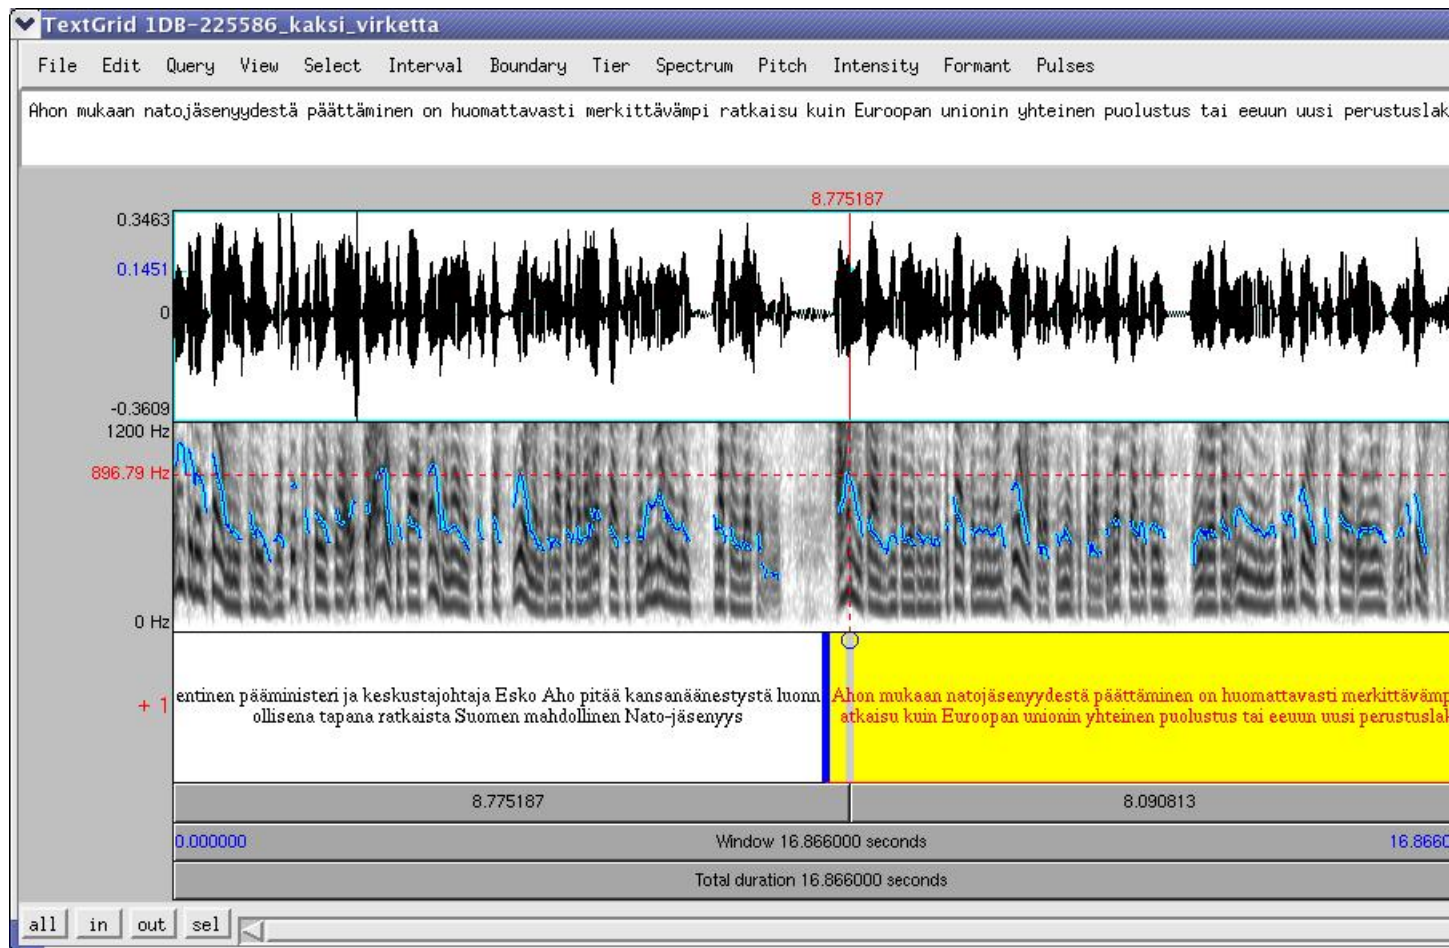 TextGrid 1DB-225586_kaksi_virketta
File Edit Query View Select Interval Boundary Tier Spectrum Pitch Intensity Formant Pulses
Ahon mukaan natojäsenyydestä päättäminen on huomattavasti merkittävämpi ratkaisu kuin Euroopan unionin yhteinen puolustus tai eeuun uusi perustuslak
8.775187
0.3463
0.1451
0
-0.3609
1200 Hz
896.79 Hz
0 Hz
+ 1
entinen pääministeri ja keskustajohtaja Esko Aho pitää kansanäänestystä luonn
ollisena tapana ratkaista Suomen mahdollinen Nato-jäsenyys
Ahon mukaan natojäsenyydestä päättäminen on huomattavasti merkittävämp
atkaisu kuin Euroopan unionin yhteinen puolustus tai eeuun uusi perustuslak
8.775187 8.090813
0.000000 Window 16.866000 seconds 16.8660
Total duration 16.866000 seconds
all in out sel